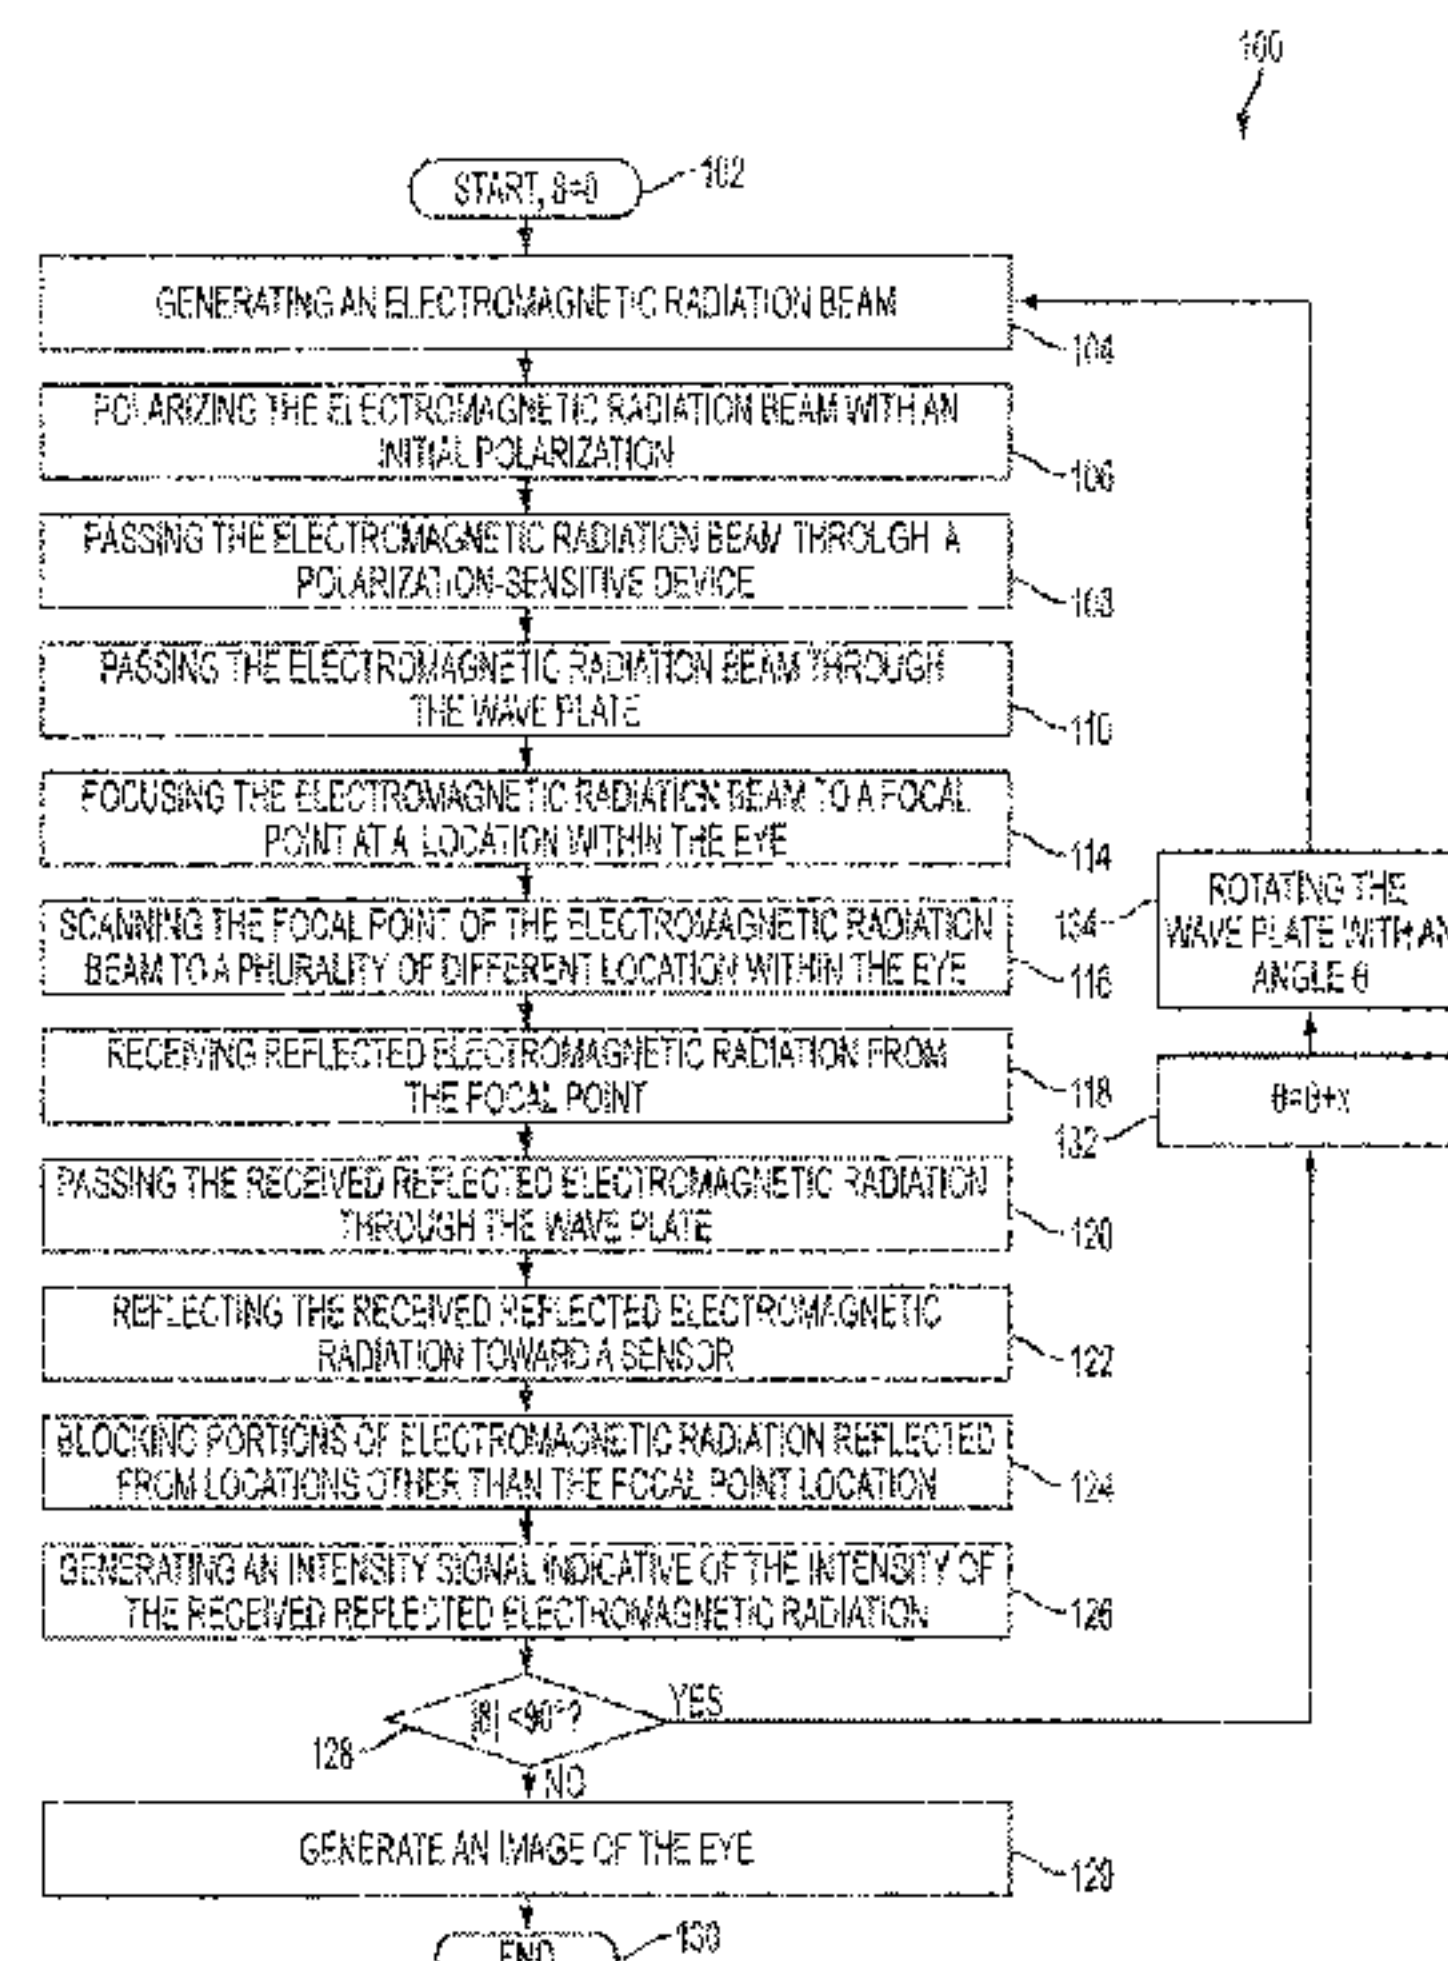 100
START, θ=0
102
GENERATING AN ELECTROMAGNETIC RADIATION BEAM
104
POLARIZING THE ELECTROMAGNETIC RADIATION BEAM WITH AN
INITIAL POLARIZATION
106
PASSING THE ELECTROMAGNETIC RADIATION BEAM THROUGH A
POLARIZATION-SENSITIVE DEVICE
108
PASSING THE ELECTROMAGNETIC RADIATION BEAM THROUGH
THE WAVE PLATE
110
FOCUSING THE ELECTROMAGNETIC RADIATION BEAM TO A FOCAL
POINT AT A LOCATION WITHIN THE EYE
114
SCANNING THE FOCAL POINT OF THE ELECTROMAGNETIC RADIATION
BEAM TO A PHURALITY OF DIFFERENT LOCATION WITHIN THE EYE
116
RECEIVING REFLECTED ELECTROMAGNETIC RADIATION FROM
THE FOCAL POINT
118
PASSING THE RECEIVED REFLECTED ELECTROMAGNETIC RADIATION
THROUGH THE WAVE PLATE
120
REFLECTING THE RECEIVED REFLECTED ELECTROMAGNETIC
RADIATION TOWARD A SENSOR
122
BLOCKING PORTIONS OF ELECTROMAGNETIC RADIATION REFLECTED
FROM LOCATIONS OTHER THAN THE FOCAL POINT LOCATION
124
GENERATING AN INTENSITY SIGNAL INDICATIVE OF THE INTENSITY OF
THE RECEIVED REFLECTED ELECTROMAGNETIC RADIATION
126
|θ| <90°?
YES
128
NO
GENERATE AN IMAGE OF THE EYE
129
END
130
ROTATING THE
WAVE PLATE WITH AN
ANGLE θ
134
θ=θ+x
132